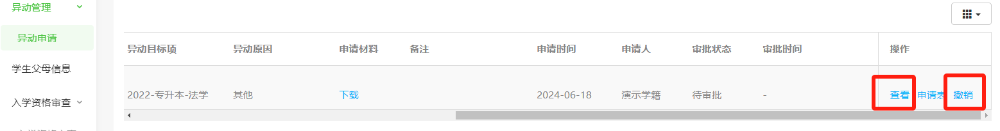 异动管理
异动申请
学生父母信息
入学资格审查
异动目标项 异动原因 申请材料 备注 申请时间 申请人 审批状态 审批时间 操作
2022-专升本-法学 其他 下载 2024-06-18 演示学籍 待审批 - 查看 申请表 撤销